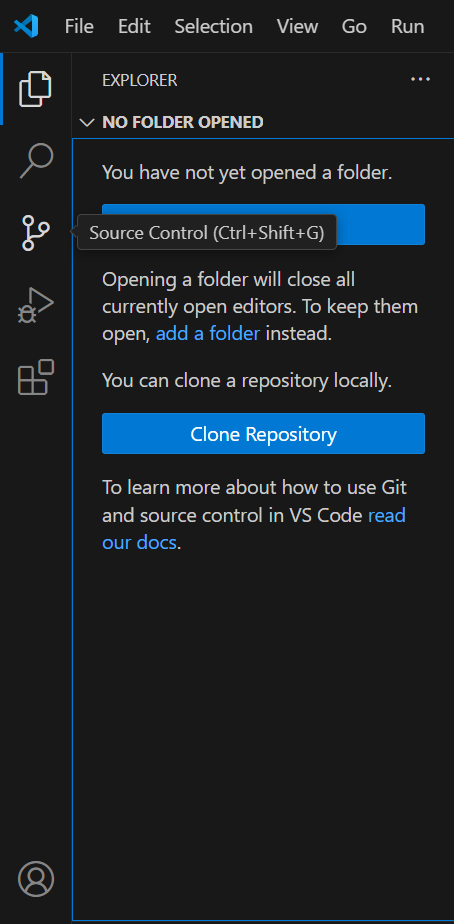 File Edit Selection View Go Run
EXPLORER
NO FOLDER OPENED
You have not yet opened a folder.
Source Control (Ctrl+Shift+G)
Opening a folder will close all
currently open editors. To keep them
open, add a folder instead.
You can clone a repository locally.
Clone Repository
To learn more about how to use Git
and source control in VS Code read
our docs.